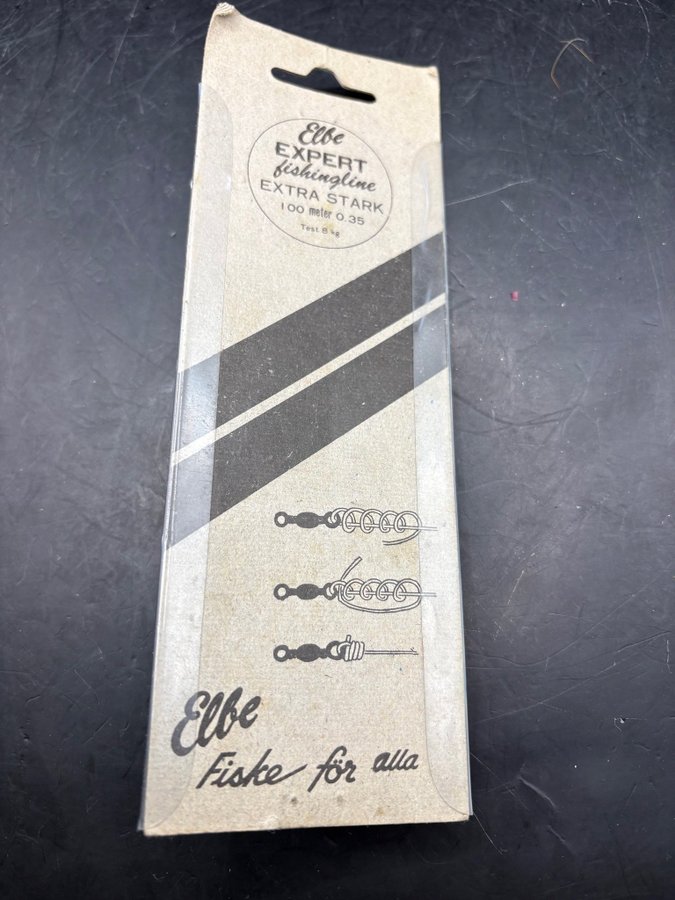 Elbe
EXPERT
fishingline
EXTRA STARK
100 meter 0.35
Test 8 kg
Elbe
Fiske för alla